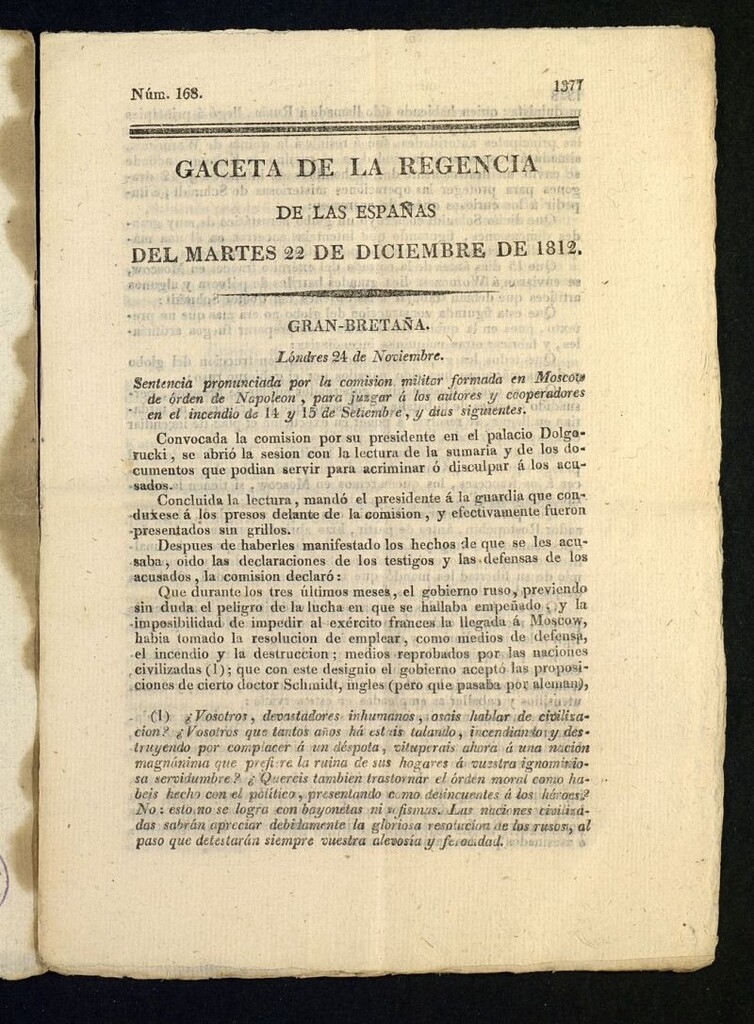 Núm. 168.
1377
GACETA DE LA REGENCIA
DE LAS ESPAÑAS
DEL MARTES 22 DE DICIEMBRE DE 1812.
GRAN-BRETAÑA.
Lóndres 24 de Noviembre.
Sentencia pronunciada por la comision militar formada en Moscow
de órden de Napoleon, para juzgar á los autores y cooperadores
en el incendio de 14 y 15 de Setiembre, y dias siguientes.
Convocada la comision por su presidente en el palacio Dolgo-
rucki, se abrió la sesion con la lectura de la sumaria y de los do-
cumentos que podian servir para acriminar ó disculpar á los acu-
sados.
Concluida la lectura, mandó el presidente á la guardia que con-
duxese á los presos delante de la comision, y efectivamente fueron
presentados sin grillos.
Despues de haberles manifestado los hechos de que se les acu-
saba, oido las declaraciones de los testigos y las defensas de los
acusados, la comision declaró:
Que durante los tres últimos meses, el gobierno ruso, previendo
sin duda el peligro de la lucha en que se hallaba empeñado, y la
imposibilidad de impedir al exército frances la llegada á Moscow,
habia tomado la resolucion de emplear, como medios de defensa,
el incendio y la destruccion; medios reprobados por las naciones
civilizadas (1); que con este designio el gobierno aceptó las proposi-
ciones de cierto doctor Schmidt, ingles (pero que pasaba por aleman),
(1) ¿Vosotros, devastadores inhumanos, osais hablar de civiliza-
cion? ¿Vosotros que tantos años há estais talando, incendiando y des-
truyendo por complacer á un déspota, vituperais ahora á una nacion
magnánima que prefiere la ruina de sus hogares á vuestra ignominio-
sa servidumbre? ¿Quereis tambien trastornar el órden moral como ha-
beis hecho con el político, presentando como delincuentes á los héroes?
No: esto no se logra con bayonetas ni sofismas. Las naciones civiliza-
das sabrán apreciar debidamente la gloriosa resolucion de los rusos, al
paso que detestarán siempre vuestra alevosía y ferocidad.